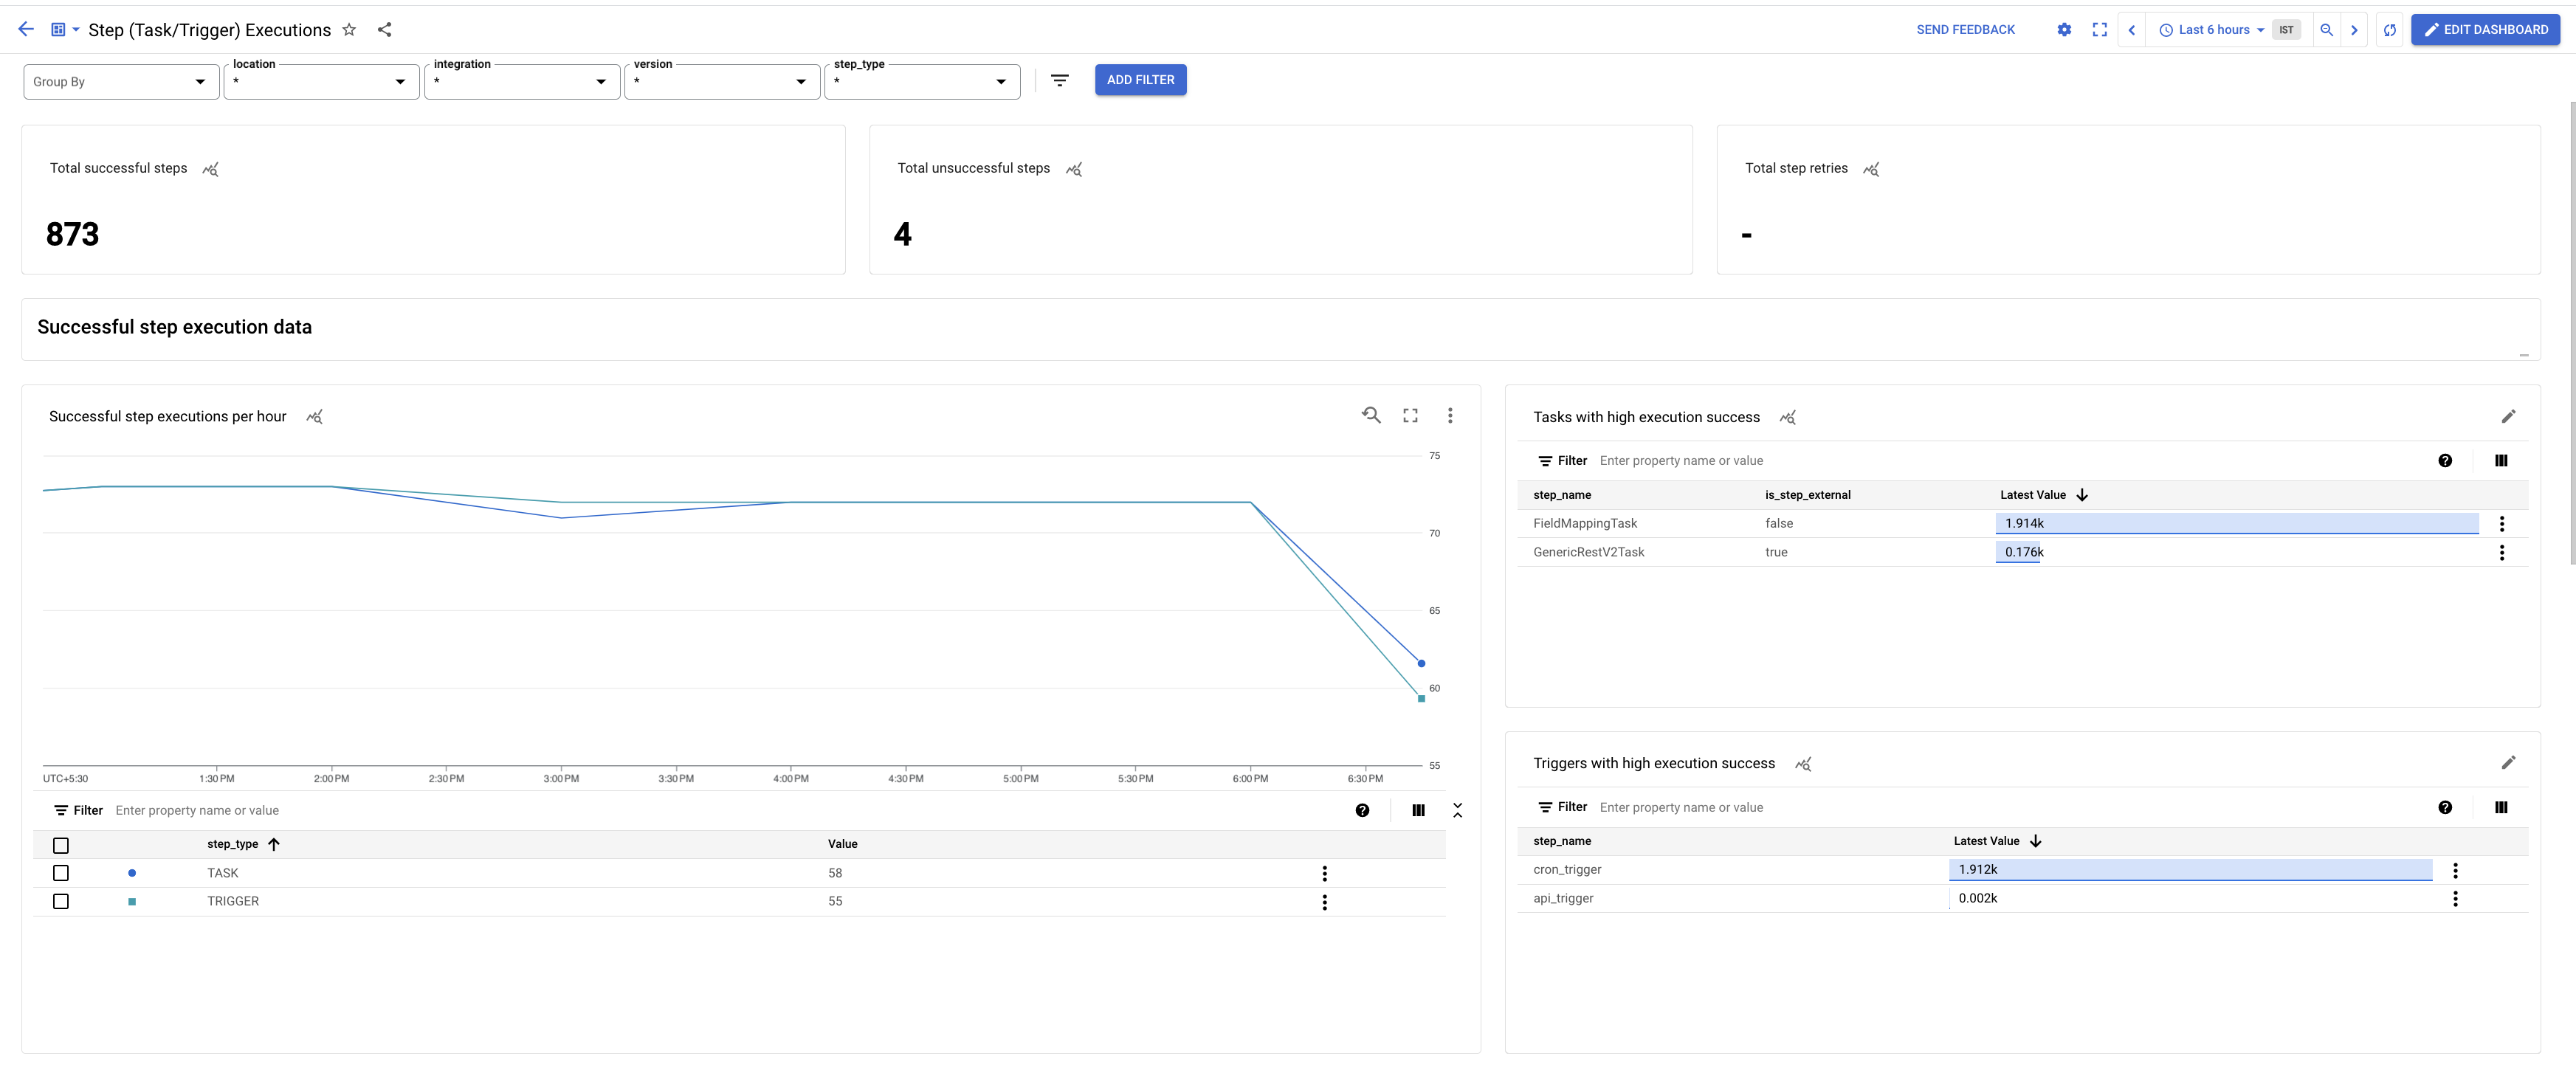 Step (Task/Trigger) Executions
SEND FEEDBACK
Last 6 hours
IST
EDIT DASHBOARD
Group By
location
*
integration
*
version
*
step_type
*
ADD FILTER
Total successful steps
873
Total unsuccessful steps
4
Total step retries
-
Successful step execution data
Successful step executions per hour
75
70
65
60
55
UTC+5:30 1:30 PM 2:00 PM 2:30 PM 3:00 PM 3:30 PM 4:00 PM 4:30 PM 5:00 PM 5:30 PM 6:00 PM 6:30 PM
Filter Enter property name or value
step_type Value
TASK 58
TRIGGER 55
Tasks with high execution success
Filter Enter property name or value
step_name is_step_external Latest Value
FieldMappingTask false 1.914k
GenericRestV2Task true 0.176k
Triggers with high execution success
Filter Enter property name or value
step_name Latest Value
cron_trigger 1.912k
api_trigger 0.002k